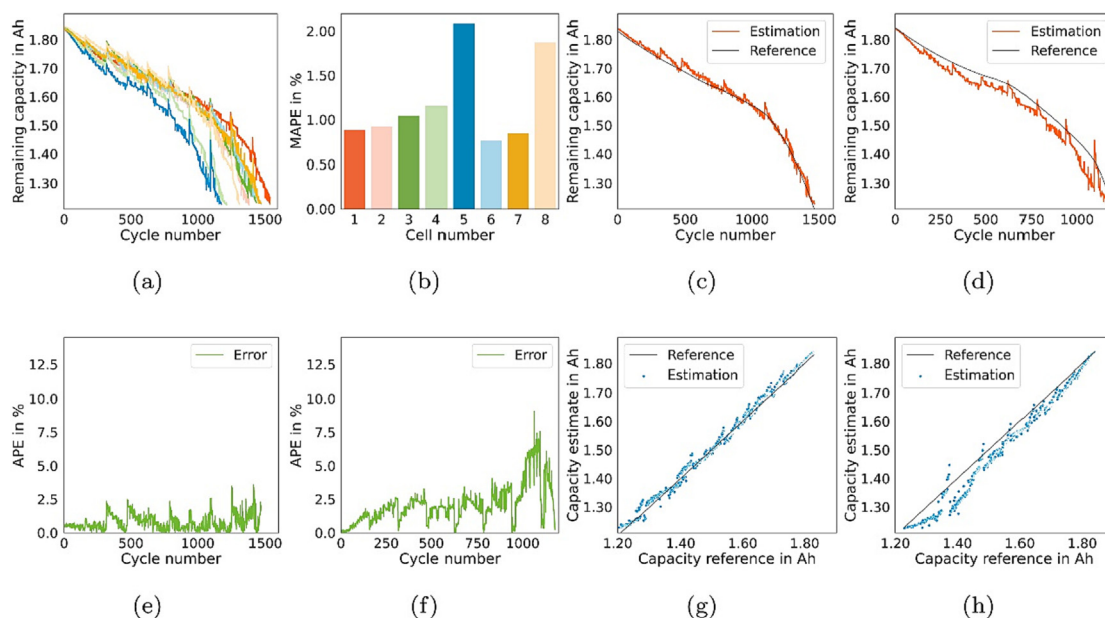 Remaining capacity in Ah
1.80
1.70
1.60
1.50
1.40
1.30
0
500
1000
1500
Cycle number
(a)
MAPE in %
2.00
1.50
1.00
0.50
0.00
1 2 3 4 5 6 7 8
Cell number
(b)
Remaining capacity in Ah
1.80
1.70
1.60
1.50
1.40
1.30
Estimation
Reference
0
500
1000
1500
Cycle number
(c)
Remaining capacity in Ah
1.80
1.70
1.60
1.50
1.40
1.30
Estimation
Reference
0
250
500
750
1000
Cycle number
(d)
APE in %
12.5
10.0
7.5
5.0
2.5
0.0
Error
0
500
1000
1500
Cycle number
(e)
APE in %
12.5
10.0
7.5
5.0
2.5
0.0
Error
0
250
500
750
1000
Cycle number
(f)
Capacity estimate in Ah
1.80
1.70
1.60
1.50
1.40
1.30
Reference
Estimation
1.20
1.40
1.60
1.80
Capacity reference in Ah
(g)
Capacity estimate in Ah
1.80
1.70
1.60
1.50
1.40
1.30
Reference
Estimation
1.20
1.40
1.60
1.80
Capacity reference in Ah
(h)